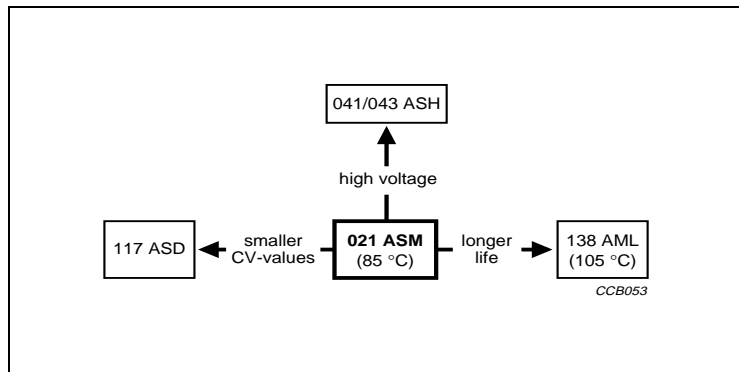 041/043 ASH
high voltage
117 ASD
smaller
CV-values
021 ASM
(85 °C)
longer
life
138 AML
(105 °C)
CCB053